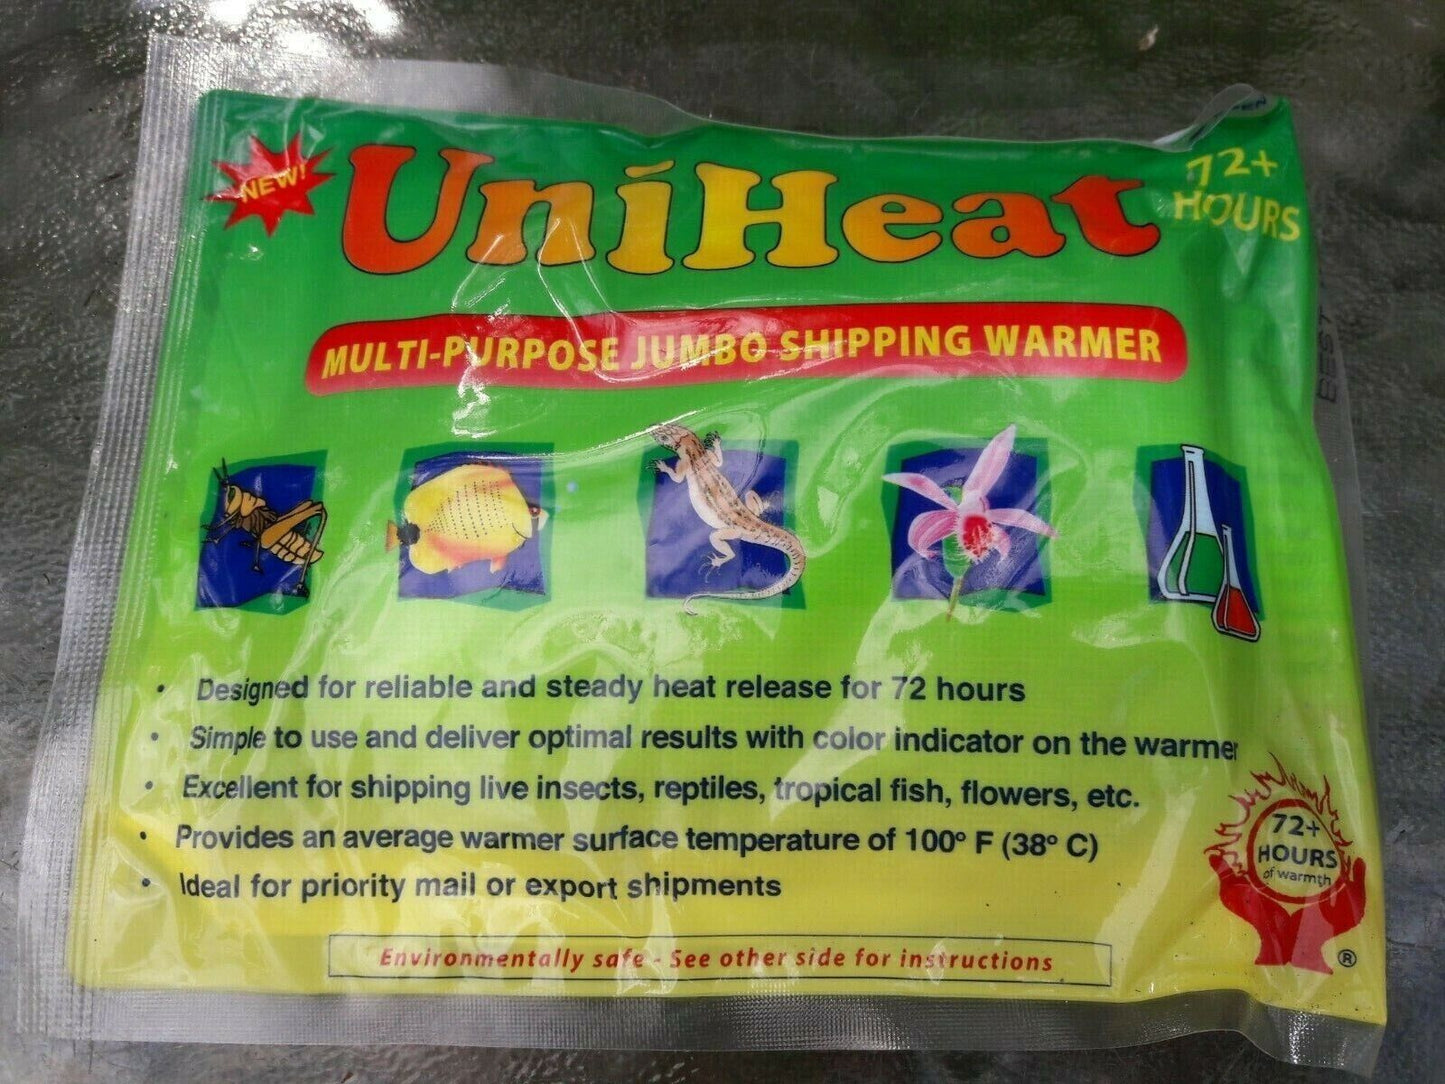 NEW!
UniHeat
72+
HOURS
MULTI-PURPOSE JUMBO SHIPPING WARMER
BEST
• Designed for reliable and steady heat release for 72 hours
• Simple to use and deliver optimal results with color indicator on the warmer
• Excellent for shipping live insects, reptiles, tropical fish, flowers, etc.
• Provides an average warmer surface temperature of 100° F (38° C)
• Ideal for priority mail or export shipments
72+
HOURS
of warmth
®
Environmentally safe - See other side for instructions